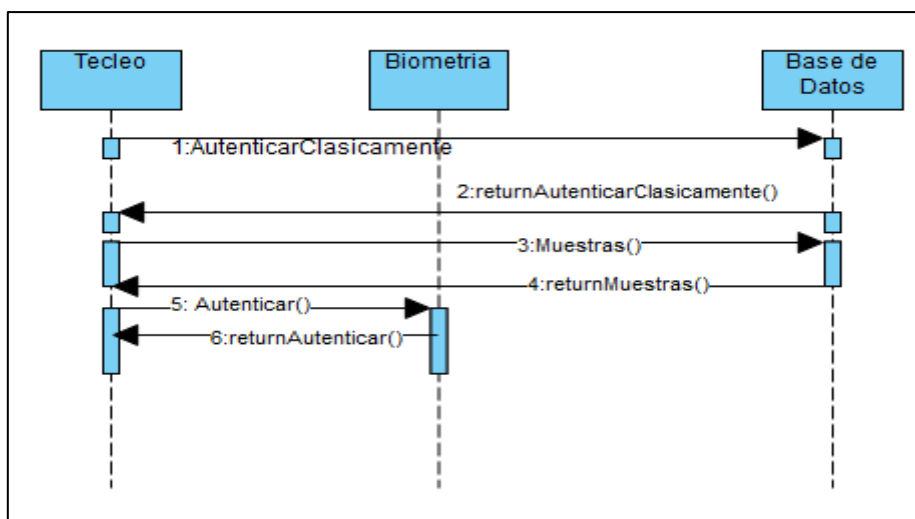 Tecleo
Biometria
Base de
Datos
1:AutenticarClasicamente
2:returnAutenticarClasicamente()
3:Muestras()
4:returnMuestras()
5: Autenticar()
6:returnAutenticar()